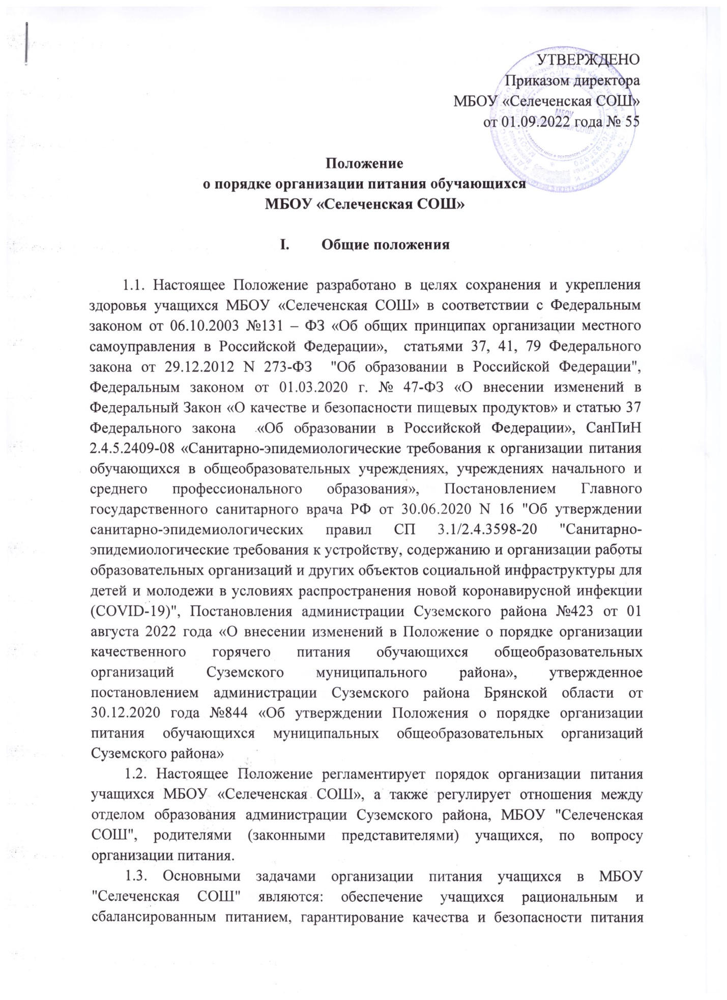 УТВЕРЖДЕНО
Приказом директора
МБОУ «Селеченская СОШ»
от 01.09.2022 года № 55
МБОУ
СОШ»
Положение
о порядке организации питания обучающихся
МБОУ «Селеченская СОШ»
I. Общие положения
1.1. Настоящее Положение разработано в целях сохранения и укрепления
здоровья учащихся МБОУ «Селеченская СОШ» в соответствии с Федеральным
законом от 06.10.2003 №131 – ФЗ «Об общих принципах организации местного
самоуправления в Российской Федерации», статьями 37, 41, 79 Федерального
закона от 29.12.2012 N 273-ФЗ "Об образовании в Российской Федерации",
Федеральным законом от 01.03.2020 г. № 47-ФЗ «О внесении изменений в
Федеральный Закон «О качестве и безопасности пищевых продуктов» и статью 37
Федерального закона «Об образовании в Российской Федерации», СанПиН
2.4.5.2409-08 «Санитарно-эпидемиологические требования к организации питания
обучающихся в общеобразовательных учреждениях, учреждениях начального и
среднего профессионального образования», Постановлением Главного
государственного санитарного врача РФ от 30.06.2020 N 16 "Об утверждении
санитарно-эпидемиологических правил СП 3.1/2.4.3598-20 "Санитарно-
эпидемиологические требования к устройству, содержанию и организации работы
образовательных организаций и других объектов социальной инфраструктуры для
детей и молодежи в условиях распространения новой коронавирусной инфекции
(COVID-19)", Постановления администрации Суземского района №423 от 01
августа 2022 года «О внесении изменений в Положение о порядке организации
качественного горячего питания обучающихся общеобразовательных
организаций Суземского муниципального района», утвержденное
постановлением администрации Суземского района Брянской области от
30.12.2020 года №844 «Об утверждении Положения о порядке организации
питания обучающихся муниципальных общеобразовательных организаций
Суземского района»
1.2. Настоящее Положение регламентирует порядок организации питания
учащихся МБОУ «Селеченская СОШ», а также регулирует отношения между
отделом образования администрации Суземского района, МБОУ "Селеченская
СОШ", родителями (законными представителями) учащихся, по вопросу
организации питания.
1.3. Основными задачами организации питания учащихся в МБОУ
"Селеченская СОШ" являются: обеспечение учащихся рациональным и
сбалансированным питанием, гарантирование качества и безопасности питания